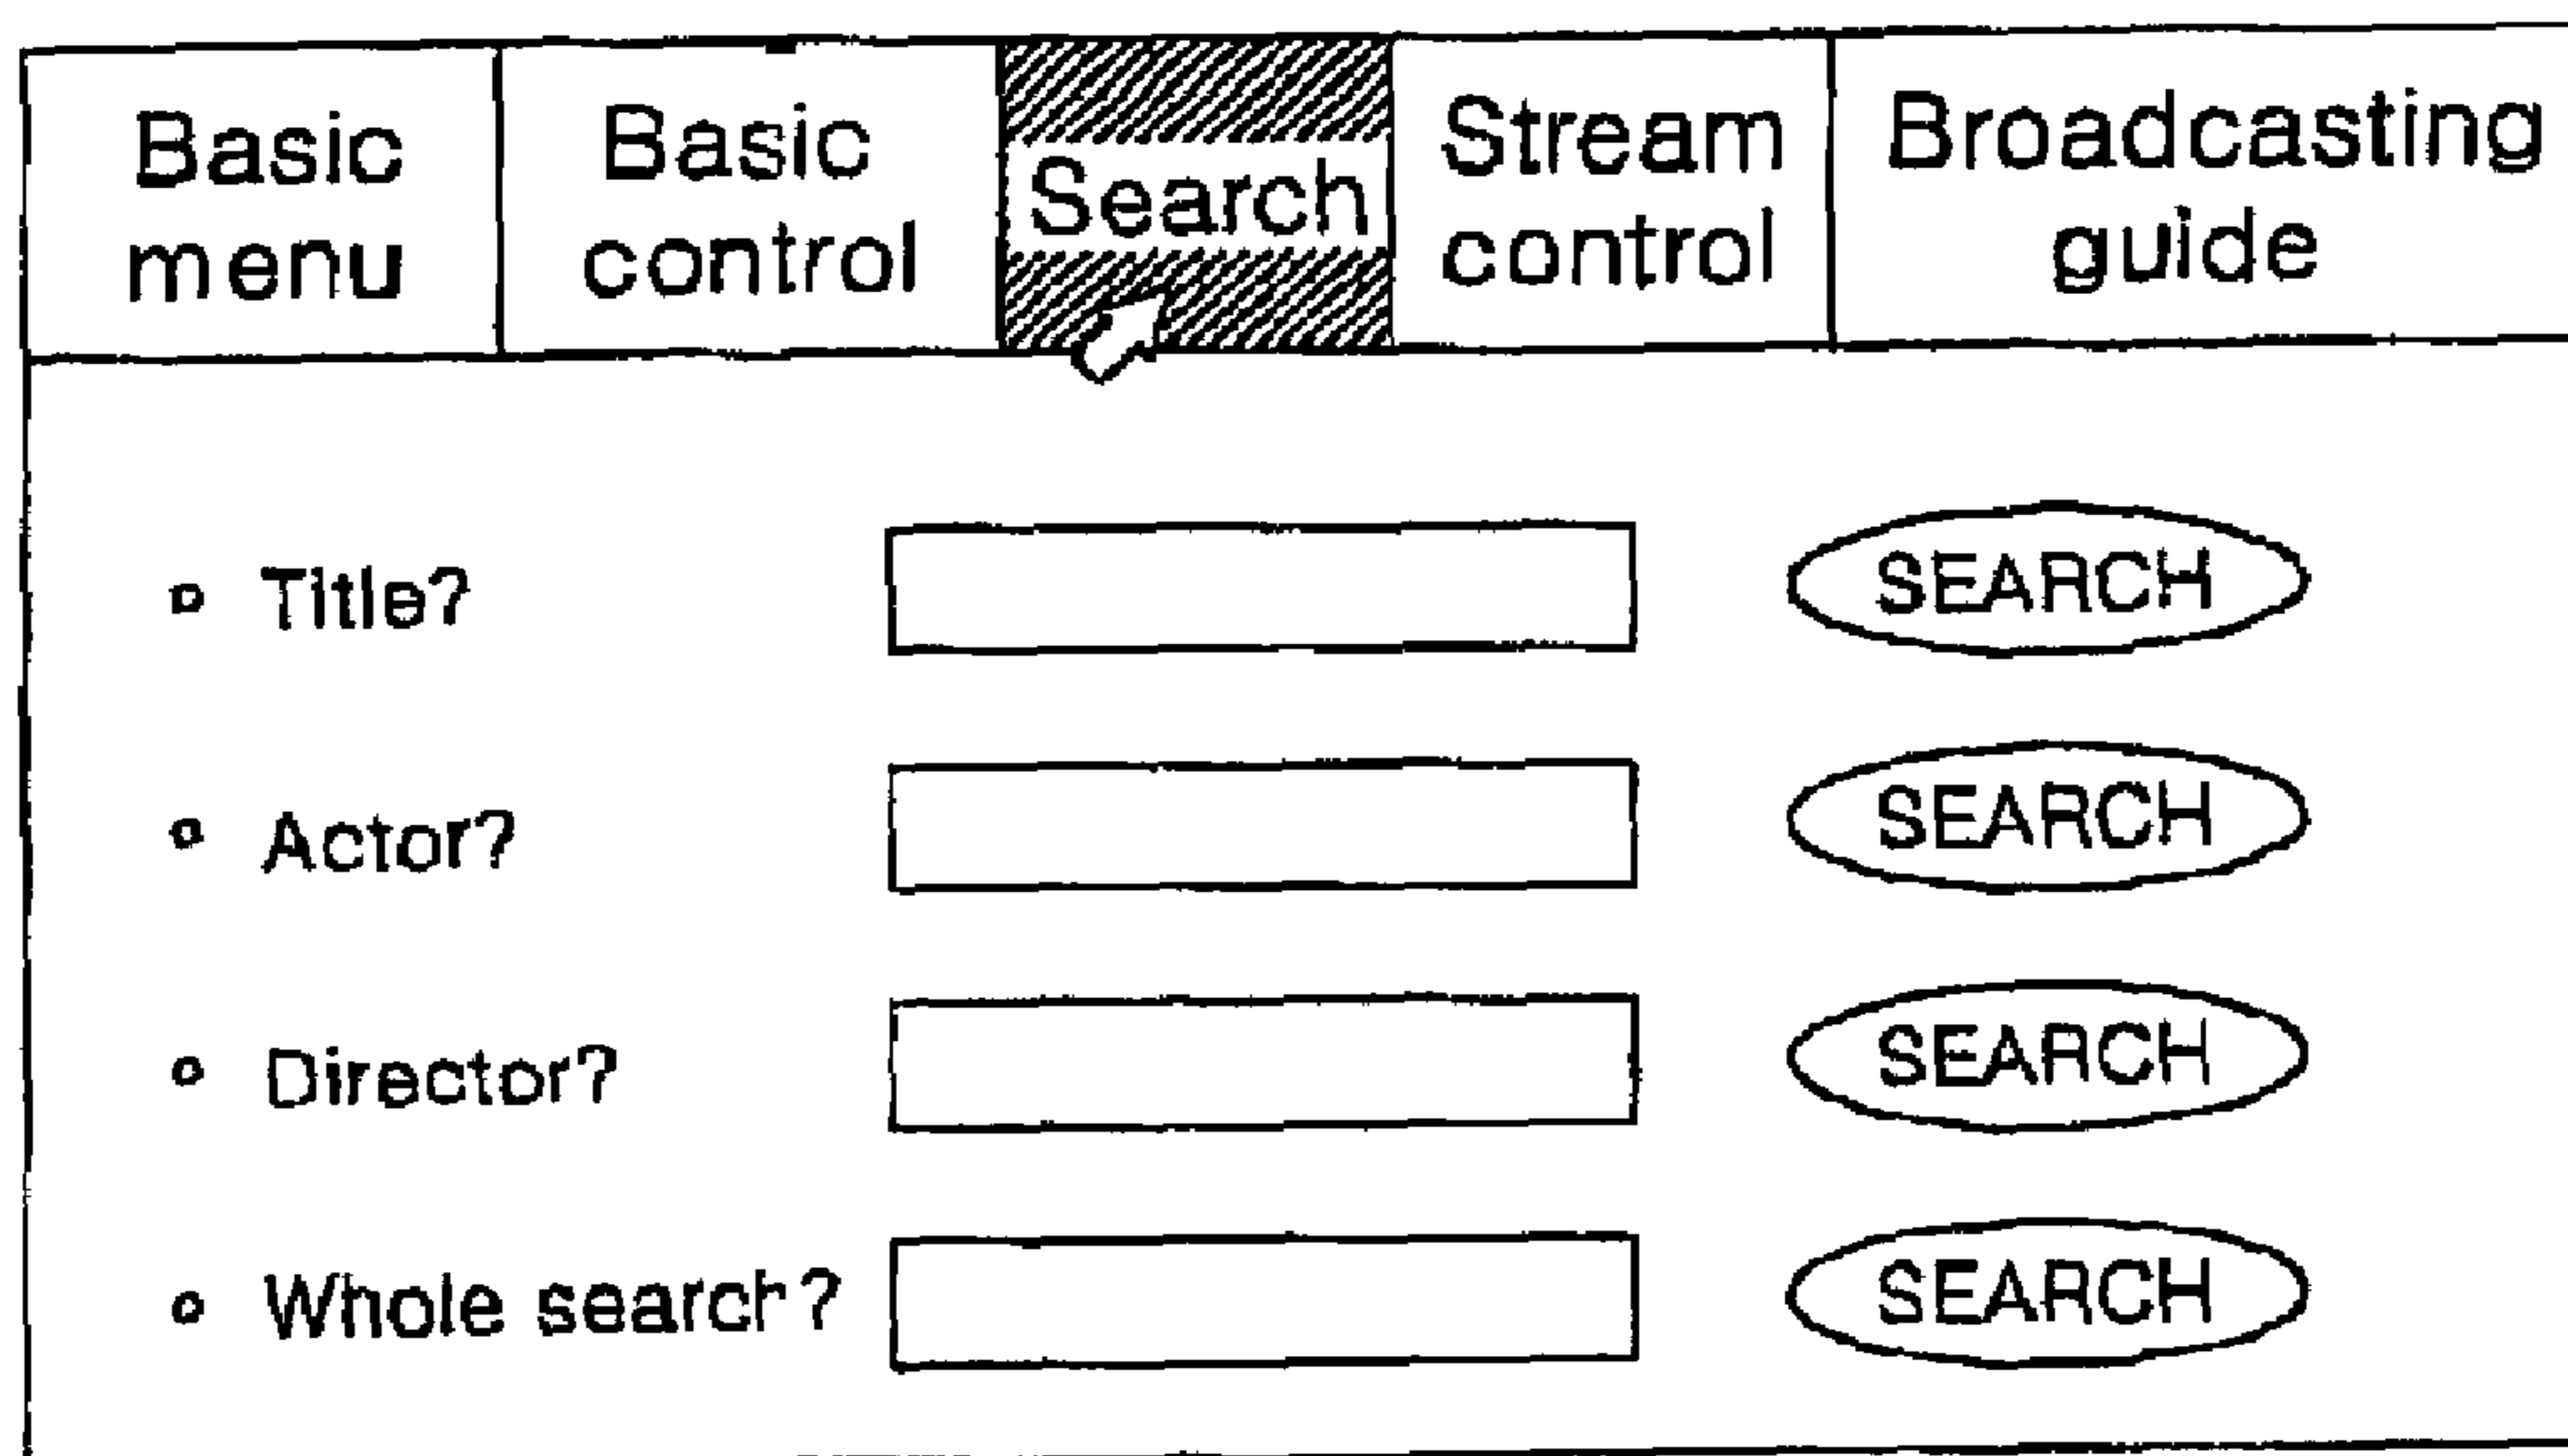 Basic menu
Basic control
Search
Stream control
Broadcasting guide
Title? SEARCH
Actor? SEARCH
Director? SEARCH
Whole search? SEARCH